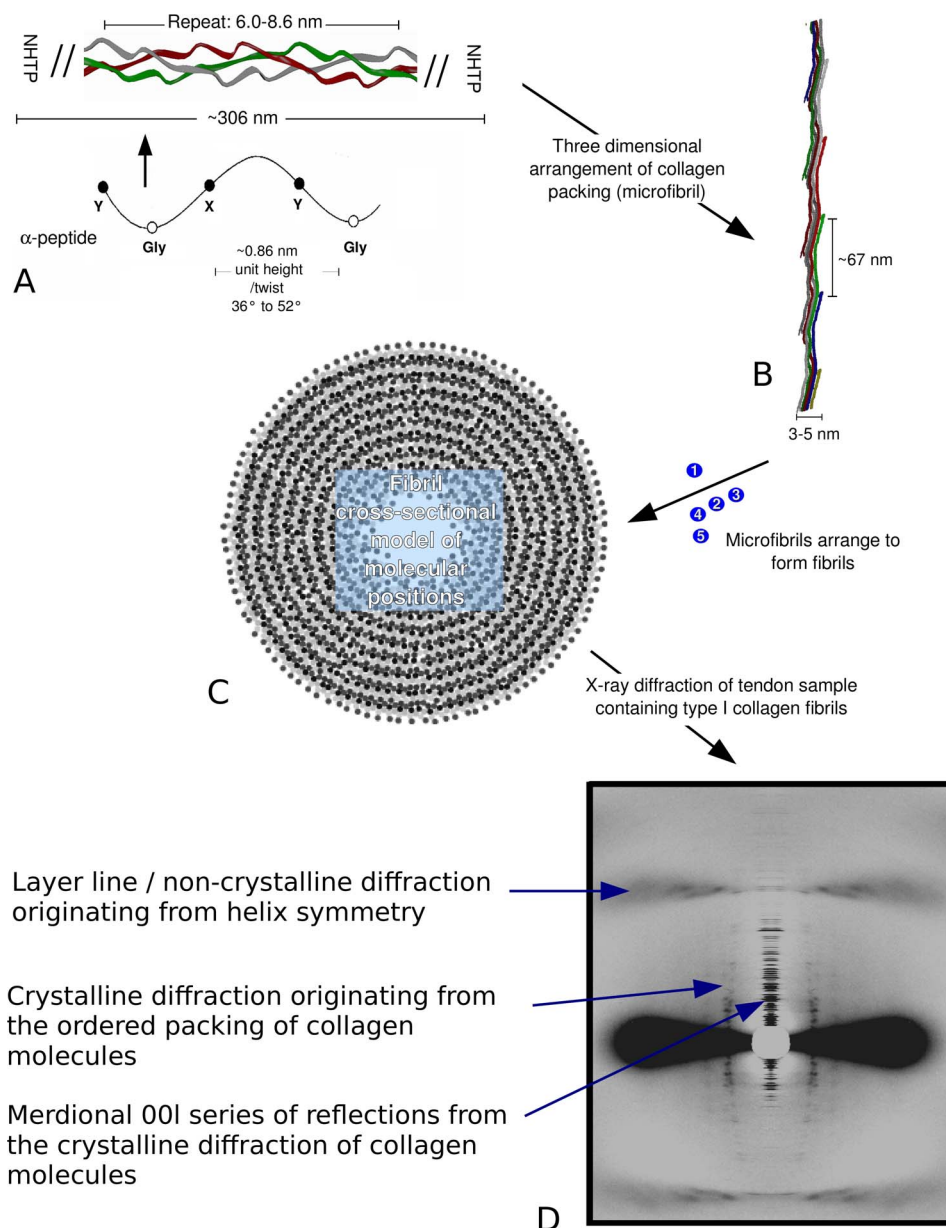 Repeat: 6.0-8.6 nm
NHTP
//
//
NHTP
~306 nm
Y
X
Y
α-peptide
Gly
Gly
~0.86 nm
unit height
/twist
36° to 52°
A
Three dimensional
arrangement of collagen
packing (microfibril)
~67 nm
B
3-5 nm
1
3
2
4
5
Microfibrils arrange to
form fibrils
Fibril
cross-sectional
model of
molecular
positions
C
X-ray diffraction of tendon sample
containing type I collagen fibrils
Layer line / non-crystalline diffraction
originating from helix symmetry
Crystalline diffraction originating from
the ordered packing of collagen
molecules
Merdional 00l series of reflections from
the crystalline diffraction of collagen
molecules
D